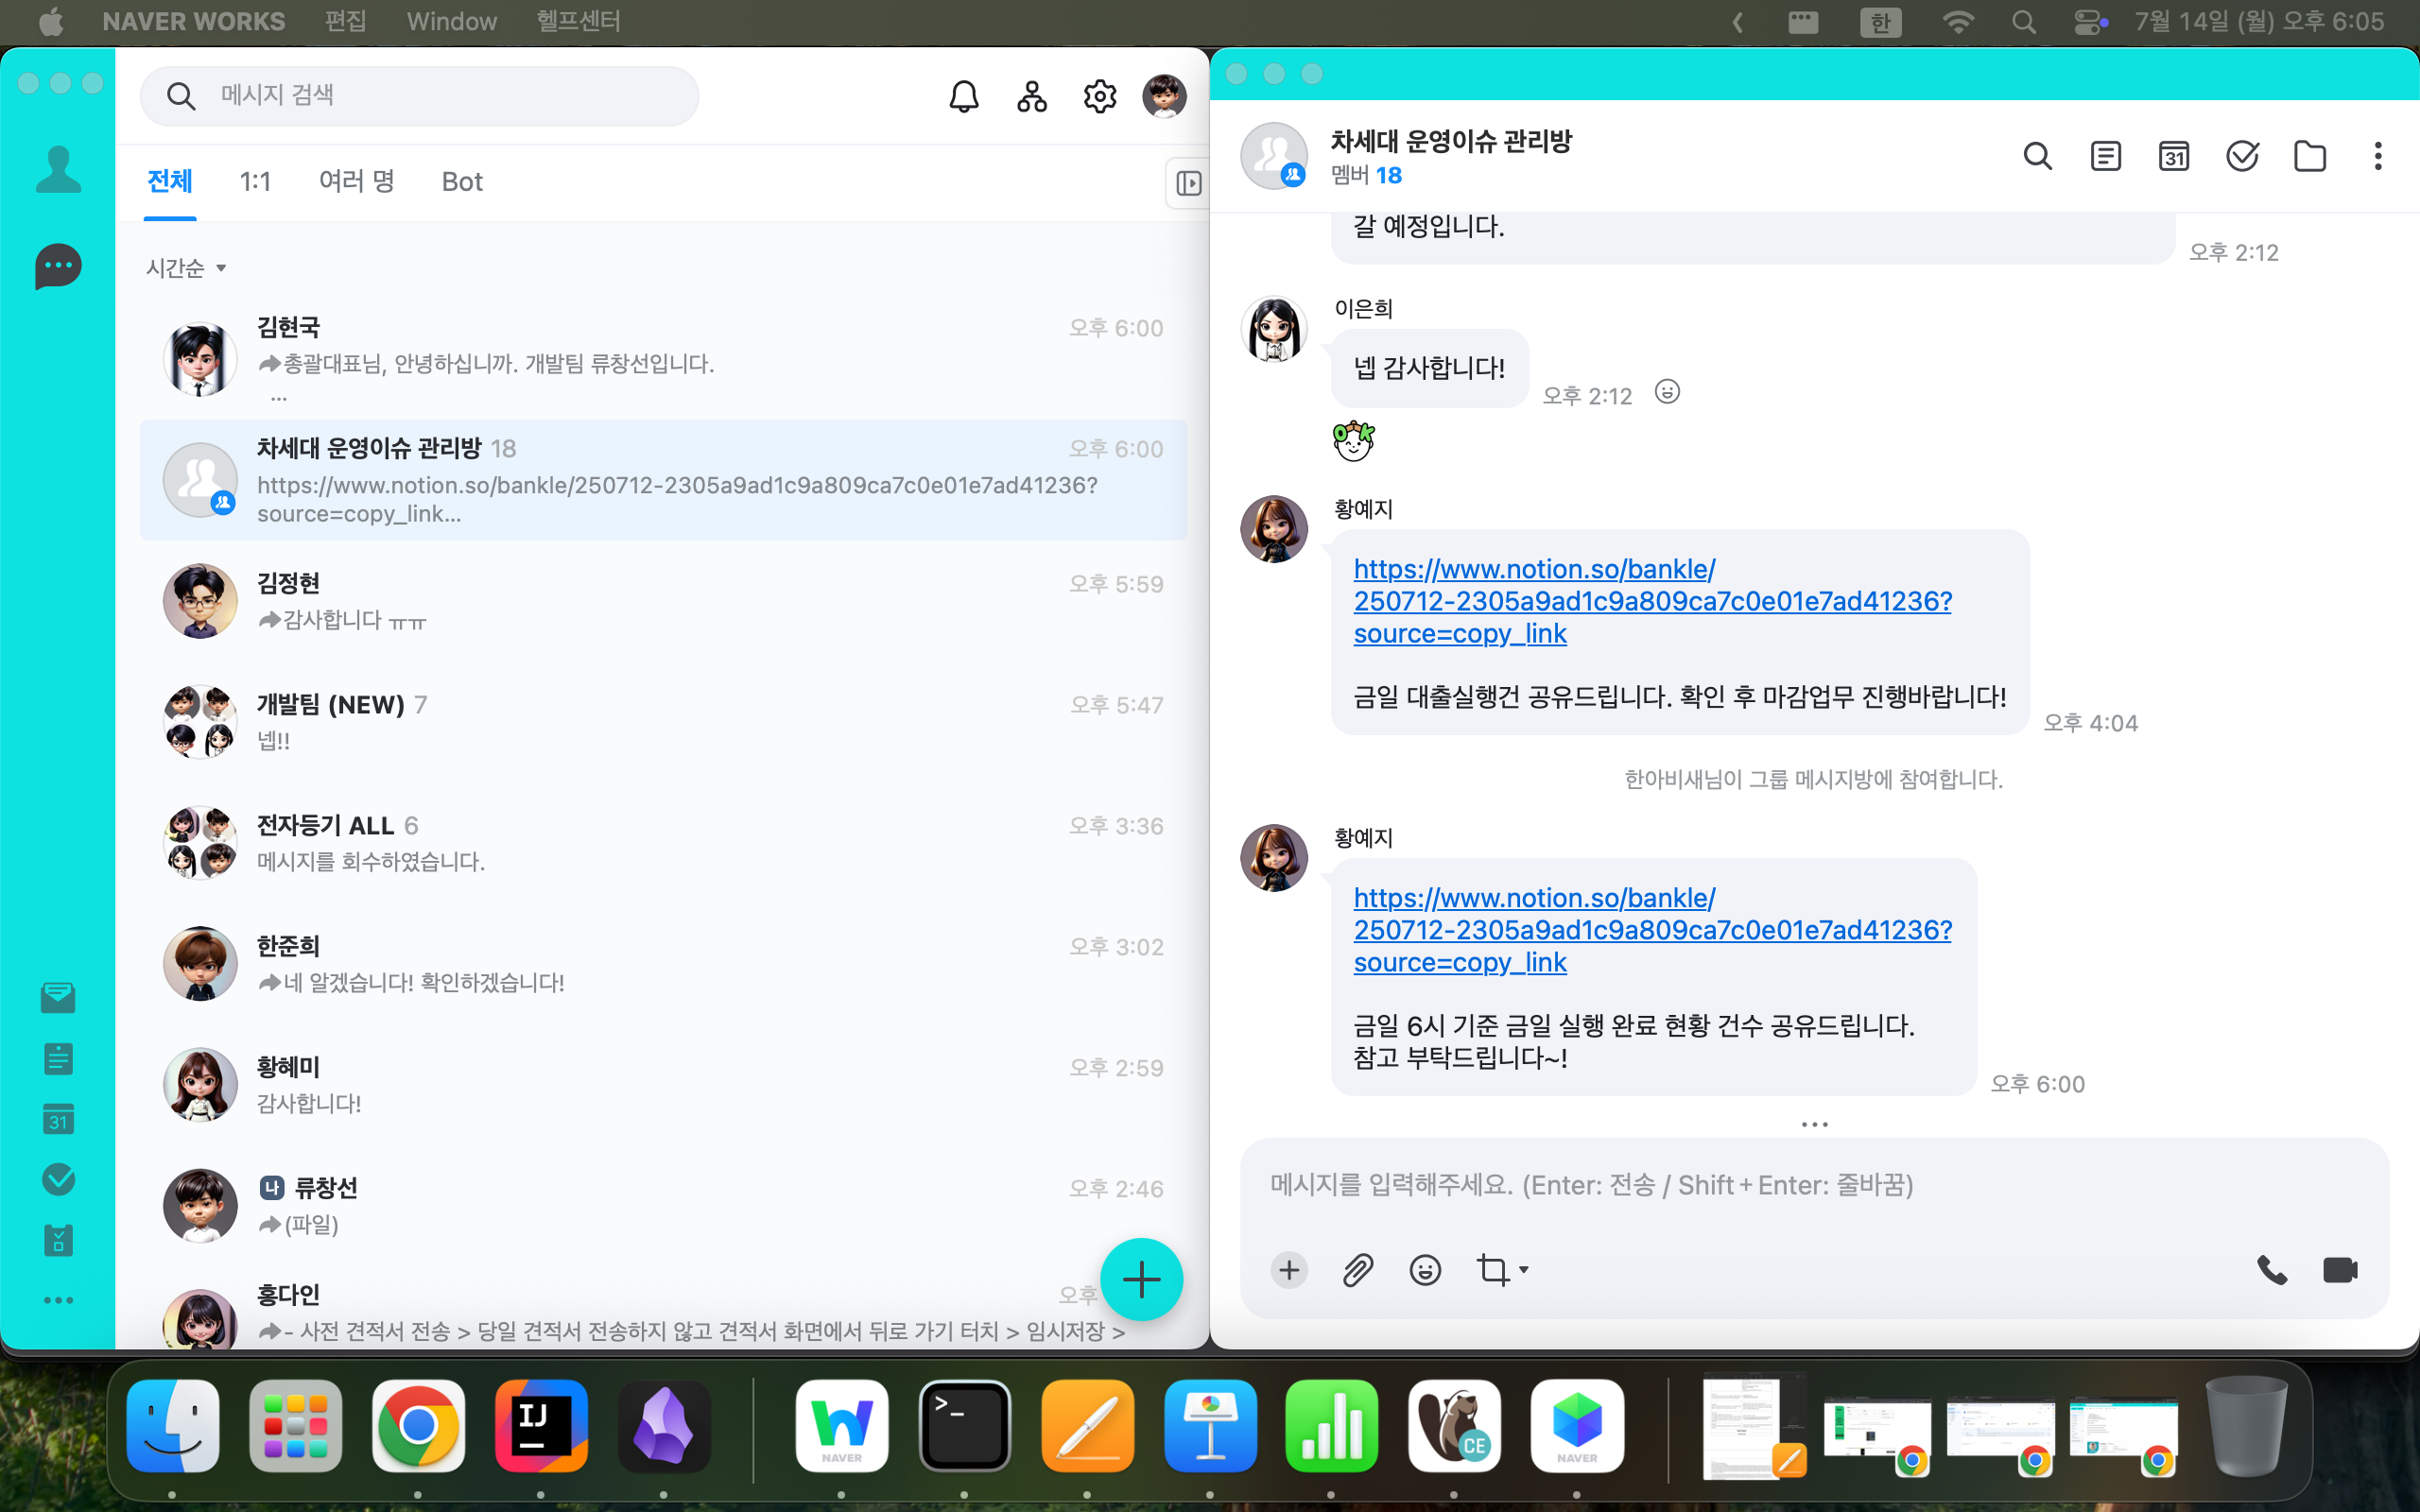 NAVER WORKS 편집 Window 헬프센터
한 7월 14일 (월) 오후 6:05
메시지 검색
전체 1:1 여러 명 Bot
시간순
김현국 오후 6:00
총괄대표님, 안녕하십니까. 개발팀 류창선입니다.
...
차세대 운영이슈 관리방 18 오후 6:00
https://www.notion.so/bankle/250712-2305a9ad1c9a809ca7c0e01e7ad41236?
source=copy_link...
김정현 오후 5:59
감사합니다 ㅠㅠ
개발팀 (NEW) 7 오후 5:47
넵!!
전자등기 ALL 6 오후 3:36
메시지를 회수하였습니다.
한준희 오후 3:02
네 알겠습니다! 확인하겠습니다!
황혜미 오후 2:59
감사합니다!
나 류창선 오후 2:46
(파일)
홍다인 오후
- 사전 견적서 전송 > 당일 견적서 전송하지 않고 견적서 화면에서 뒤로 가기 터치 > 임시저장 >
31
차세대 운영이슈 관리방
멤버 18
31
갈 예정입니다.
오후 2:12
이은희
넵 감사합니다!
오후 2:12
OK
황예지
https://www.notion.so/bankle/
250712-2305a9ad1c9a809ca7c0e01e7ad41236?
source=copy_link
금일 대출실행건 공유드립니다. 확인 후 마감업무 진행바랍니다!
오후 4:04
한아비새님이 그룹 메시지방에 참여합니다.
황예지
https://www.notion.so/bankle/
250712-2305a9ad1c9a809ca7c0e01e7ad41236?
source=copy_link
금일 6시 기준 금일 실행 완료 현황 건수 공유드립니다.
참고 부탁드립니다~!
오후 6:00
메시지를 입력해주세요. (Enter: 전송 / Shift+Enter: 줄바꿈)
IJ
W
NAVER
>_
CE
NAVER